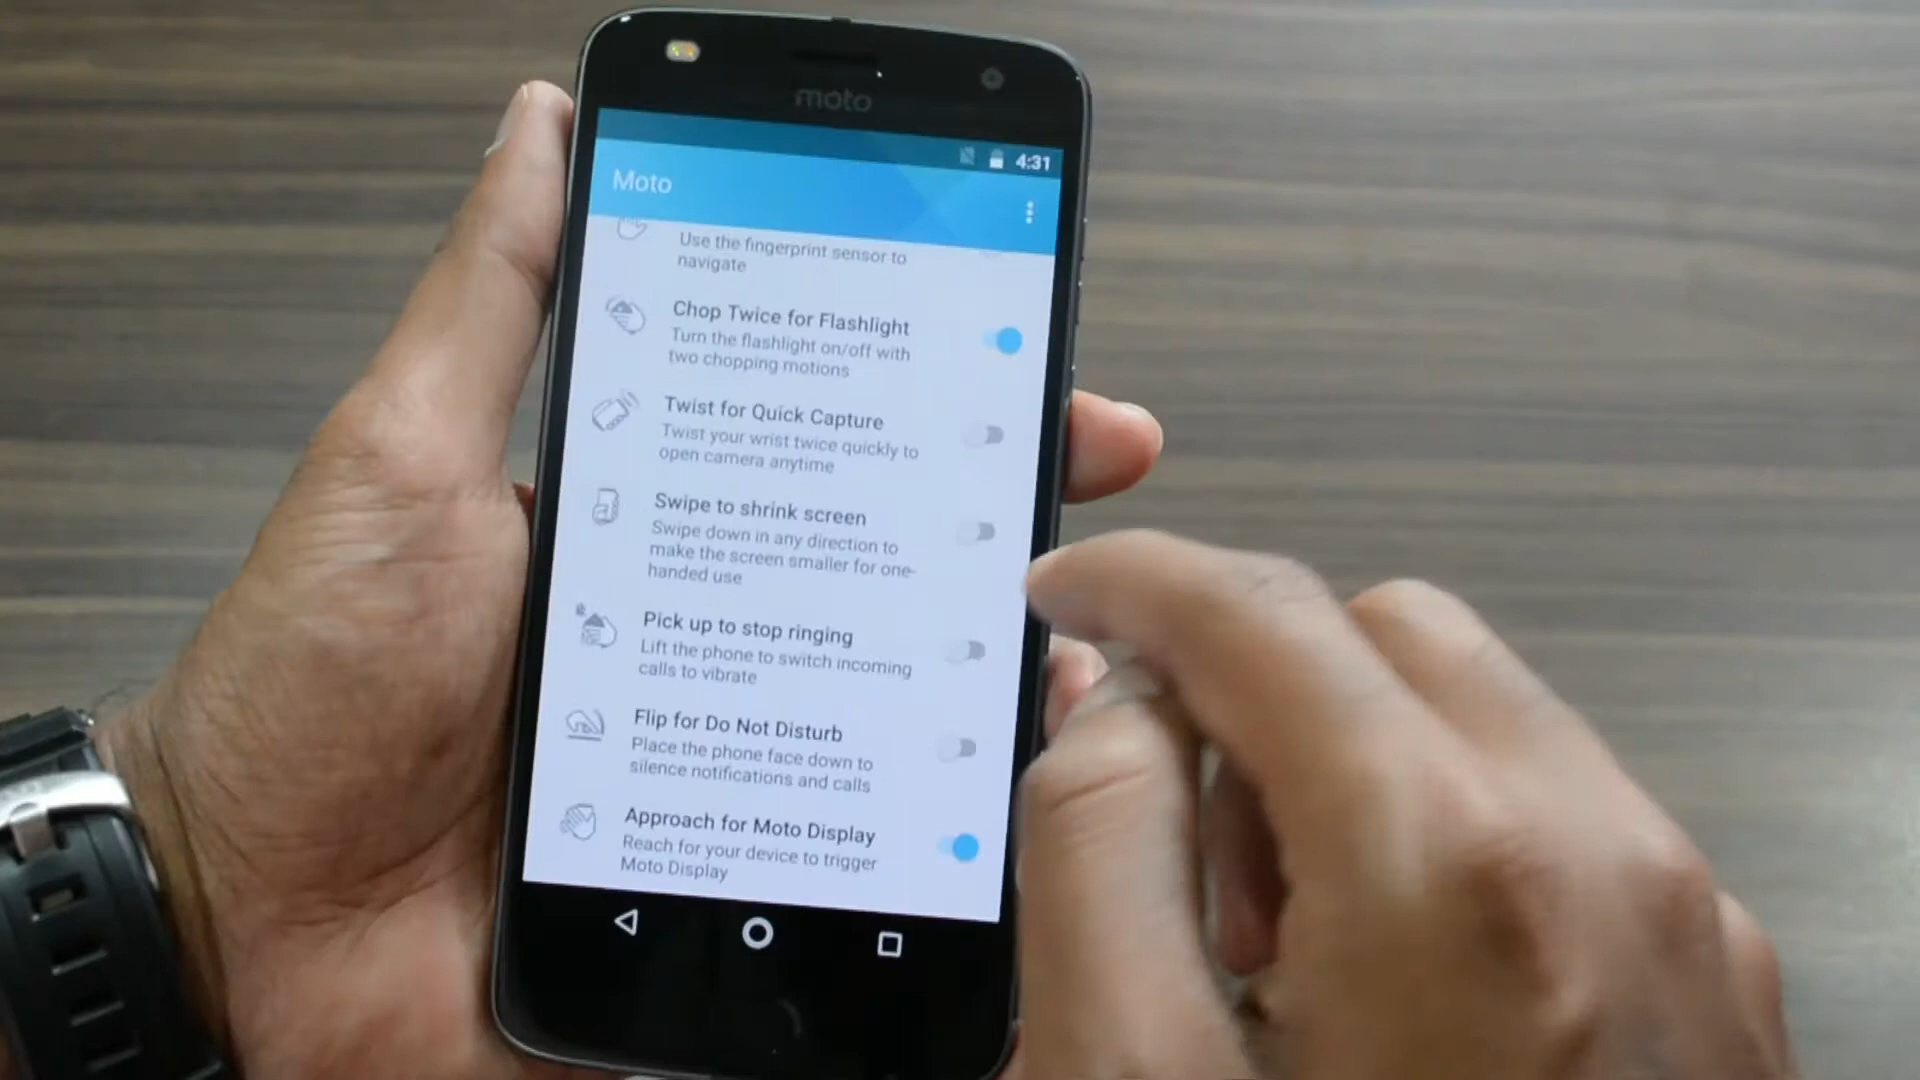 moto
4:31
Moto
Use the fingerprint sensor to
navigate
Chop Twice for Flashlight
Turn the flashlight on/off with
two chopping motions
Twist for Quick Capture
Twist your wrist twice quickly to
open camera anytime
Swipe to shrink screen
Swipe down in any direction to
make the screen smaller for one-
handed use
Pick up to stop ringing
Lift the phone to switch incoming
calls to vibrate
Flip for Do Not Disturb
Place the phone face down to
silence notifications and calls
Approach for Moto Display
Reach for your device to trigger
Moto Display